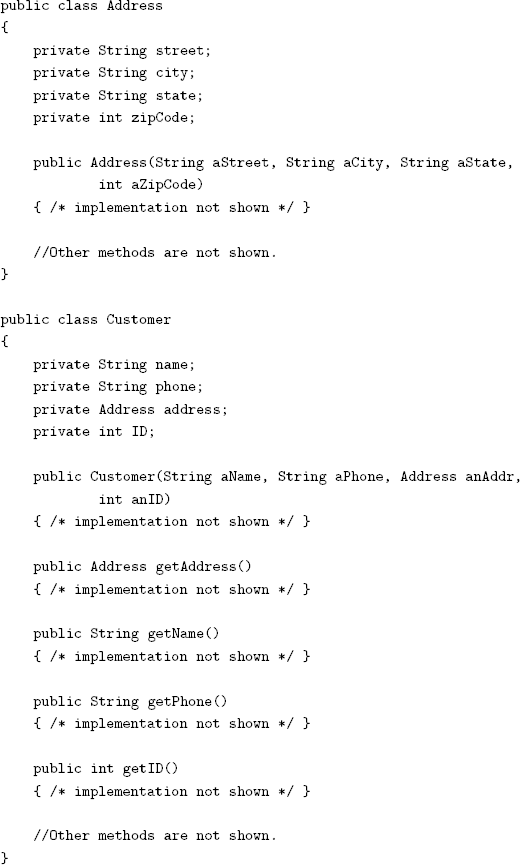 public class Address
{
private String street;
private String city;
private String state;
private int zipCode;
public Address(String aStreet, String aCity, String aState,
int aZipCode)
{ /* implementation not shown */ }
//Other methods are not shown.
}
public class Customer
{
private String name;
private String phone;
private Address address;
private int ID;
public Customer(String aName, String aPhone, Address anAddr,
int anID)
{ /* implementation not shown */ }
public Address getAddress()
{ /* implementation not shown */ }
public String getName()
{ /* implementation not shown */ }
public String getPhone()
{ /* implementation not shown */ }
public int getID()
{ /* implementation not shown */ }
//Other methods are not shown.
}